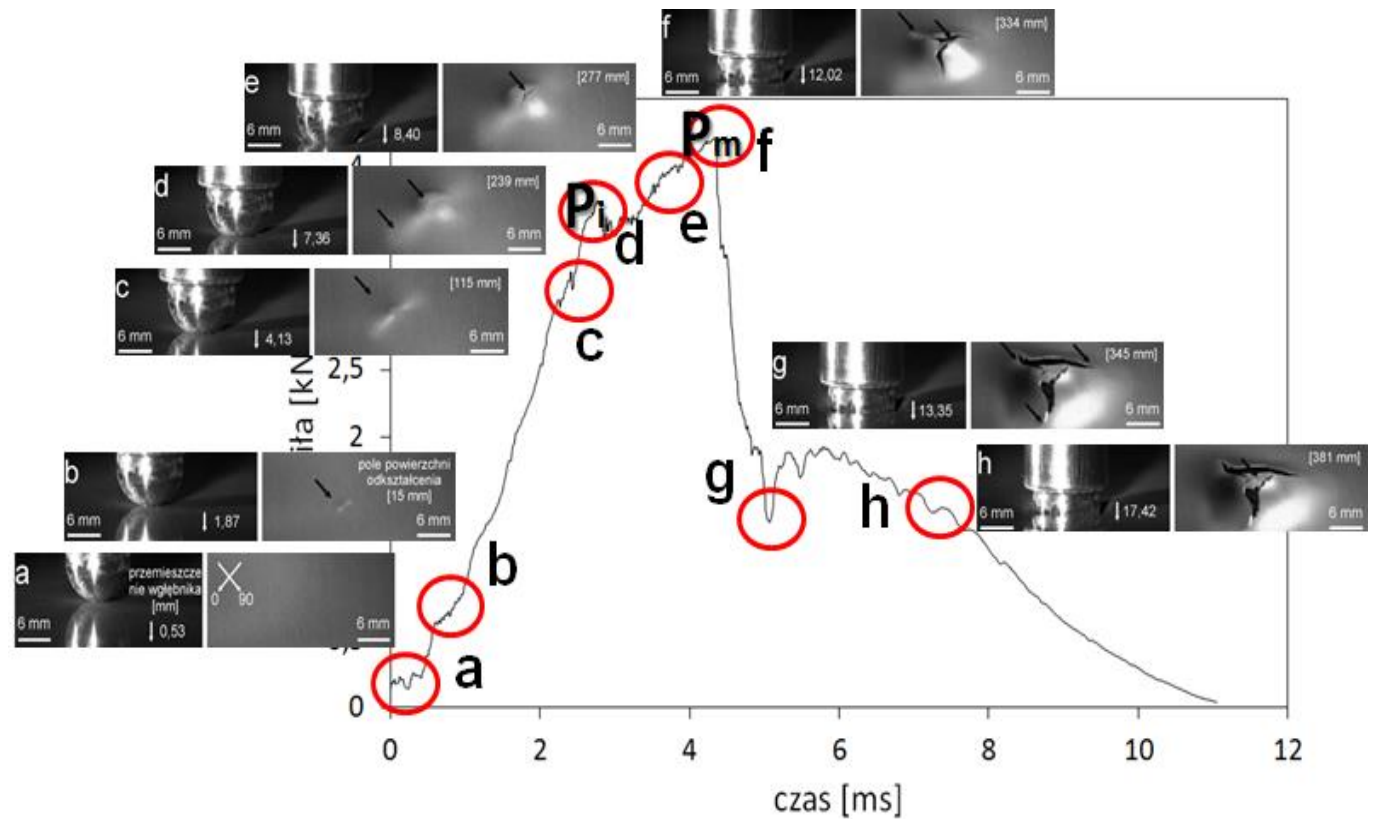 f
6 mm
12,02
[334 mm]
6 mm
e
6 mm
8,40
[277 mm]
6 mm
d
6 mm
7,36
[239 mm]
6 mm
c
6 mm
4,13
[115 mm]
6 mm
b
6 mm
1,87
pole powierzchni
odkształcenia
[15 mm]
6 mm
a
6 mm
przemieszcze
nie wgłębnika
[mm]
0,53
0 90
6 mm
g
6 mm
13,35
[345 mm]
6 mm
h
6 mm
17,42
[381 mm]
6 mm
Pm
f
Pi
d
e
c
b
a
g
h
4
2,5
2
0
iła [kN
0 2 4 6 8 10 12
czas [ms]